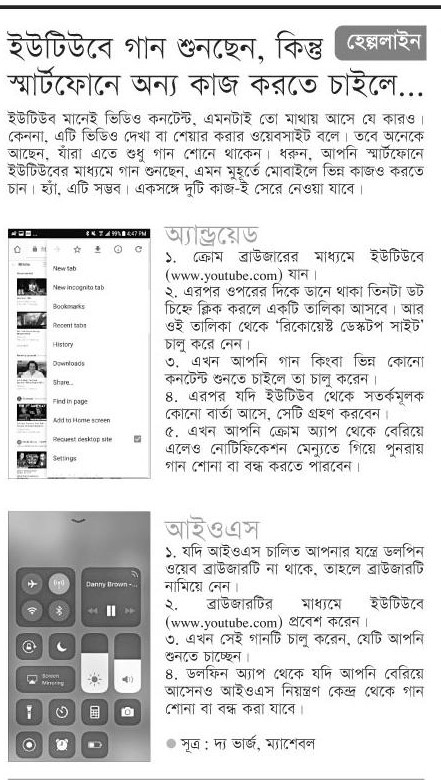 ইউটিউবে গান শুনছেন, কিন্তু
হেল্পলাইন
স্মার্টফোনে অন্য কাজ করতে চাইলে...
ইউটিউব মানেই ভিডিও কনটেন্ট, এমনটাই তো মাথায় আসে যে কারও।
কেননা, এটি ভিডিও দেখা বা শেয়ার করার ওয়েবসাইট বলে। তবে অনেকে
আছেন, যাঁরা এতে শুধু গান শোনে থাকেন। ধরুন, আপনি স্মার্টফোনে
ইউটিউবের মাধ্যমে গান শুনছেন, এমন মুহূর্তে মোবাইলে ভিন্ন কাজও করতে
চান। হ্যাঁ, এটি সম্ভব। একসঙ্গে দুটি কাজ-ই সেরে নেওয়া যাবে।
99% 4:47 PM
New tab
New incognito tab
Bookmarks
Recent tabs
History
Downloads
Share...
Find in page
Add to Home screen
Request desktop site
Settings
অ্যান্ড্রয়েড
১. ক্রোম ব্রাউজারের মাধ্যমে ইউটিউবে
(www.youtube.com) যান।
২. এরপর ওপরের দিকে ডানে থাকা তিনটা ডট
চিহ্নে ক্লিক করলে একটি তালিকা আসবে। আর
ওই তালিকা থেকে 'রিকোয়েস্ট ডেস্কটপ সাইট'
চালু করে নেন।
৩. এখন আপনি গান কিংবা ভিন্ন কোনো
কনটেন্ট শুনতে চাইলে তা চালু করেন।
৪. এরপর যদি ইউটিউব থেকে সতর্কমূলক
কোনো বার্তা আসে, সেটি গ্রহণ করবেন।
৫. এখন আপনি ক্রোম অ্যাপ থেকে বেরিয়ে
এলেও নোটিফিকেশন মেন্যুতে গিয়ে পুনরায়
গান শোনা বা বন্ধ করতে পারবেন।
Danny Brown -...
Screen
Mirroring
আইওএস
১. যদি আইওএস চালিত আপনার যন্ত্রে ডলপিন
ওয়েব ব্রাউজারটি না থাকে, তাহলে ব্রাউজারটি
নামিয়ে নেন।
২. ব্রাউজারটির মাধ্যমে ইউটিউবে
(www.youtube.com) প্রবেশ করেন।
৩. এখন সেই গানটি চালু করেন, যেটি আপনি
শুনতে চাচ্ছেন।
৪. ডলফিন অ্যাপ থেকে যদি আপনি বেরিয়ে
আসেনও আইওএস নিয়ন্ত্রণ কেন্দ্র থেকে গান
শোনা বা বন্ধ করা যাবে।
সূত্র : দ্য ভার্জ, ম্যাশেবল